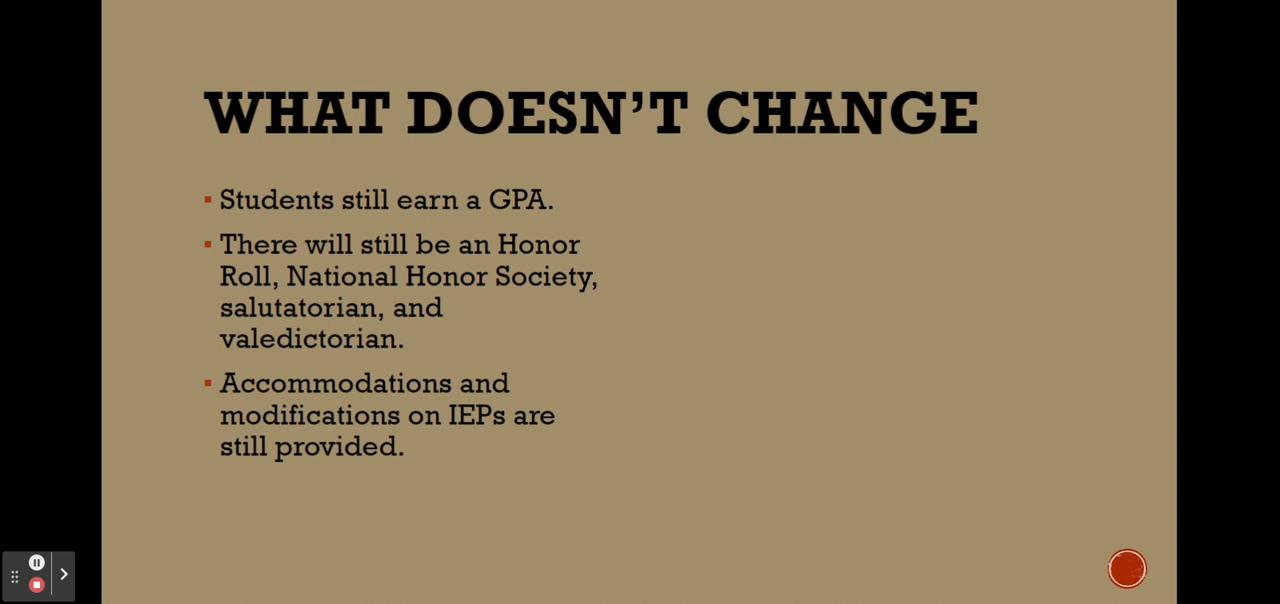 WHAT DOESN’T CHANGE
Students still earn a GPA.
There will still be an Honor
Roll, National Honor Society,
salutatorian, and
valedictorian.
Accommodations and
modifications on IEPs are
still provided.